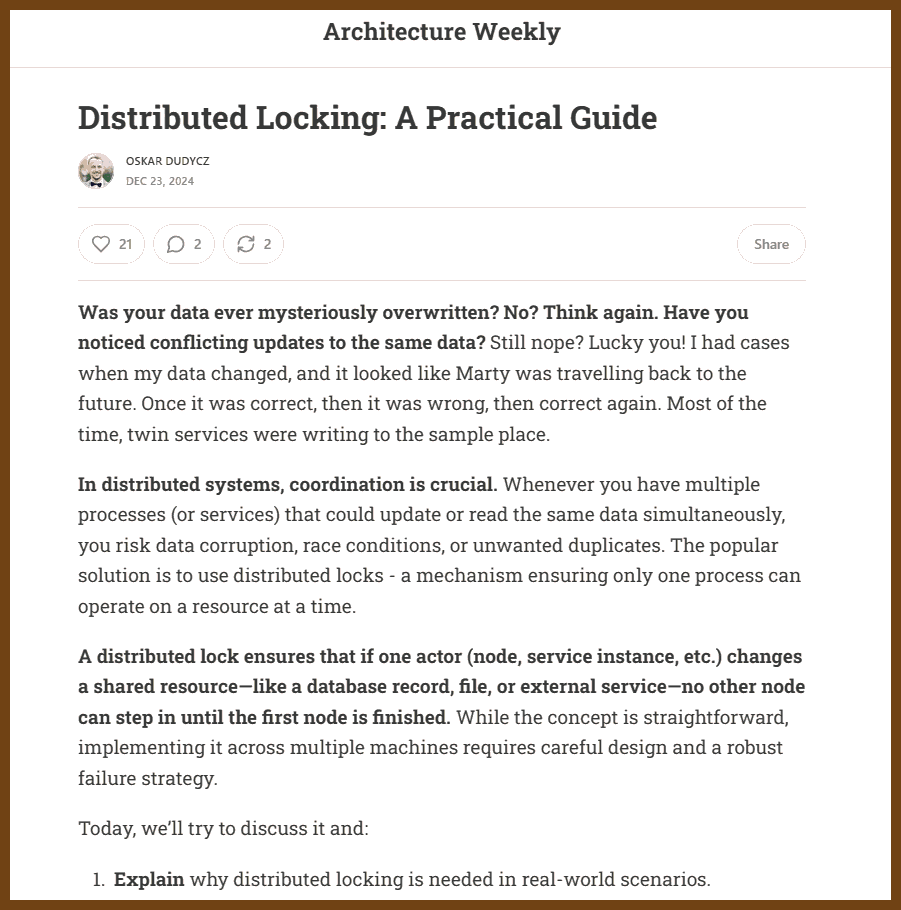 Architecture Weekly
Distributed Locking: A Practical Guide
OSKAR DUDYCZ
DEC 23, 2024
21
2
2
Share
Was your data ever mysteriously overwritten? No? Think again. Have you
noticed conflicting updates to the same data? Still nope? Lucky you! I had cases
when my data changed, and it looked like Marty was travelling back to the
future. Once it was correct, then it was wrong, then correct again. Most of the
time, twin services were writing to the sample place.
In distributed systems, coordination is crucial. Whenever you have multiple
processes (or services) that could update or read the same data simultaneously,
you risk data corruption, race conditions, or unwanted duplicates. The popular
solution is to use distributed locks - a mechanism ensuring only one process can
operate on a resource at a time.
A distributed lock ensures that if one actor (node, service instance, etc.) changes
a shared resource—like a database record, file, or external service—no other node
can step in until the first node is finished. While the concept is straightforward,
implementing it across multiple machines requires careful design and a robust
failure strategy.
Today, we’ll try to discuss it and:
1. Explain why distributed locking is needed in real-world scenarios.